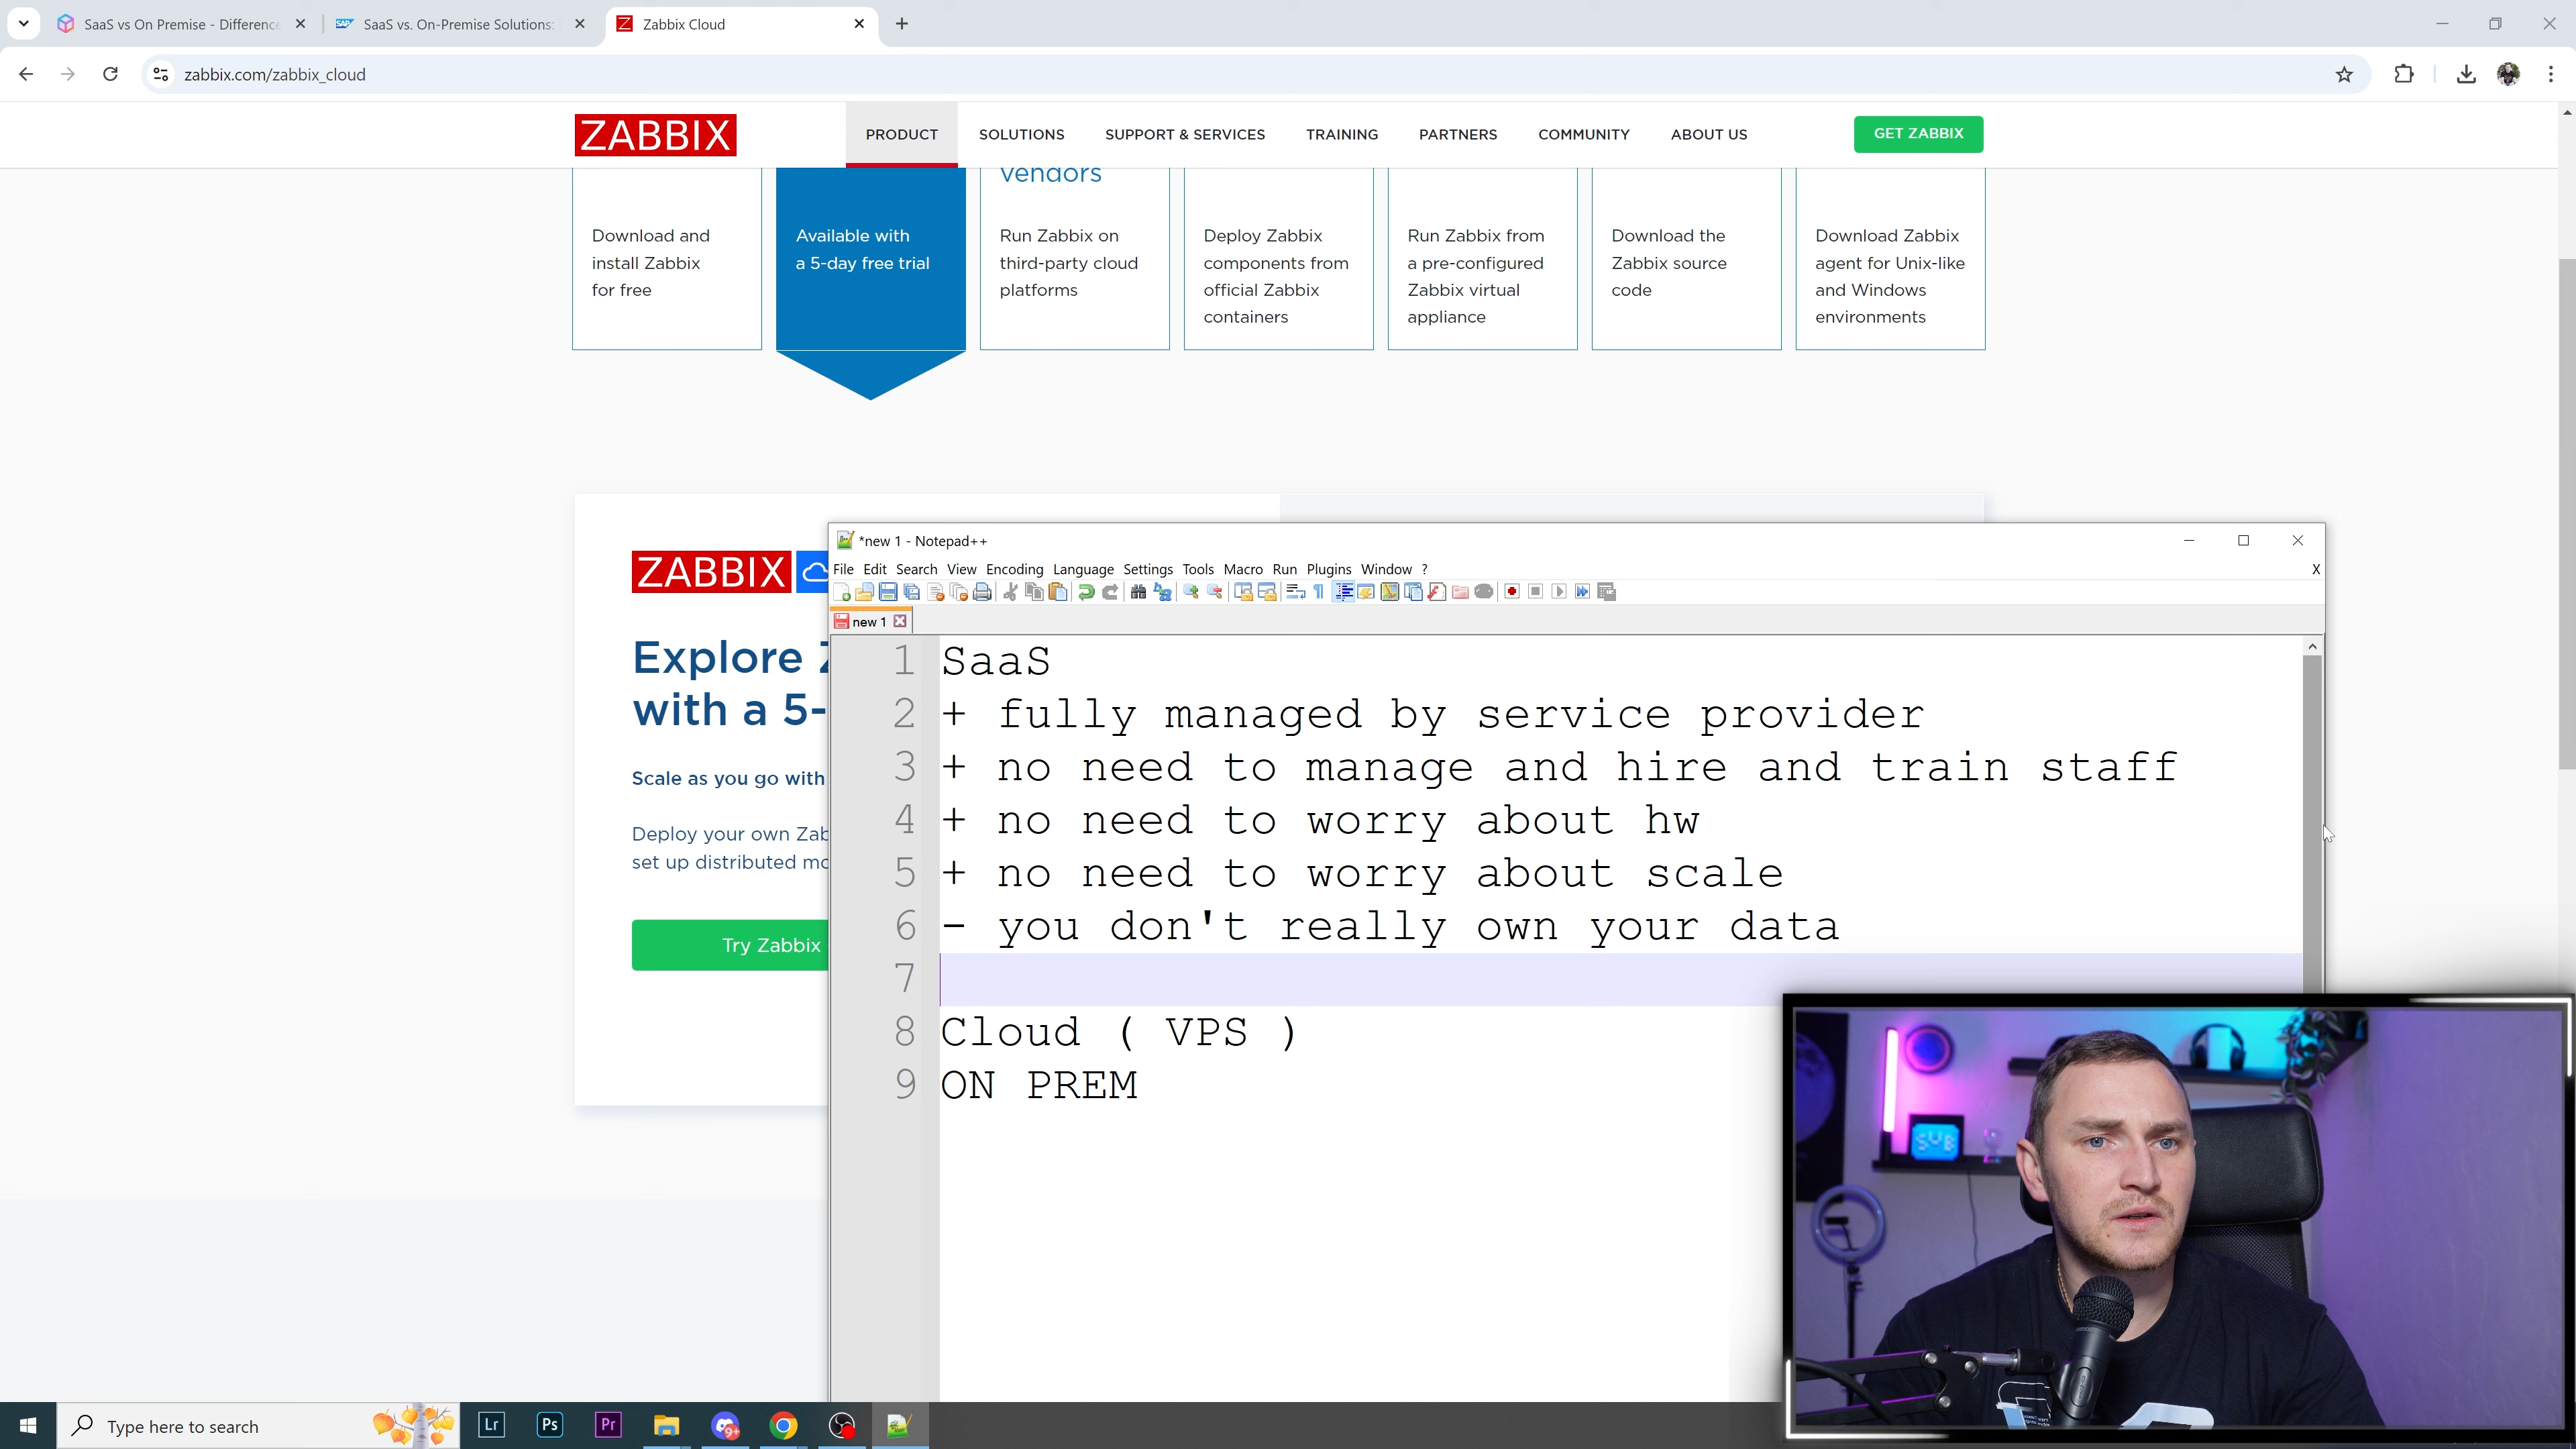 SaaS vs On Premise - Difference
SAP
SaaS vs. On-Premise Solutions:
Zabbix Cloud
zabbix.com/zabbix_cloud
ZABBIX
PRODUCT
SOLUTIONS
SUPPORT & SERVICES
TRAINING
PARTNERS
COMMUNITY
ABOUT US
GET ZABBIX
vendors
Download and
install Zabbix
for free
Available with
a 5-day free trial
Run Zabbix on
third-party cloud
platforms
Deploy Zabbix
components from
official Zabbix
containers
Run Zabbix from
a pre-configured
Zabbix virtual
appliance
Download the
Zabbix source
code
Download Zabbix
agent for Unix-like
and Windows
environments
ZABBIX
Explore
with a 5-
Scale as you go with
Deploy your own Zab
set up distributed mo
Try Zabbix
*new 1 - Notepad++
File Edit Search View Encoding Language Settings Tools Macro Run Plugins Window ?
X
new 1
1 SaaS
2 + fully managed by service provider
3 + no need to manage and hire and train staff
4 + no need to worry about hw
5 + no need to worry about scale
6 - you don't really own your data
7
8 Cloud ( VPS )
9 ON PREM
SUB
Type here to search
Lr
Ps
Pr
9+